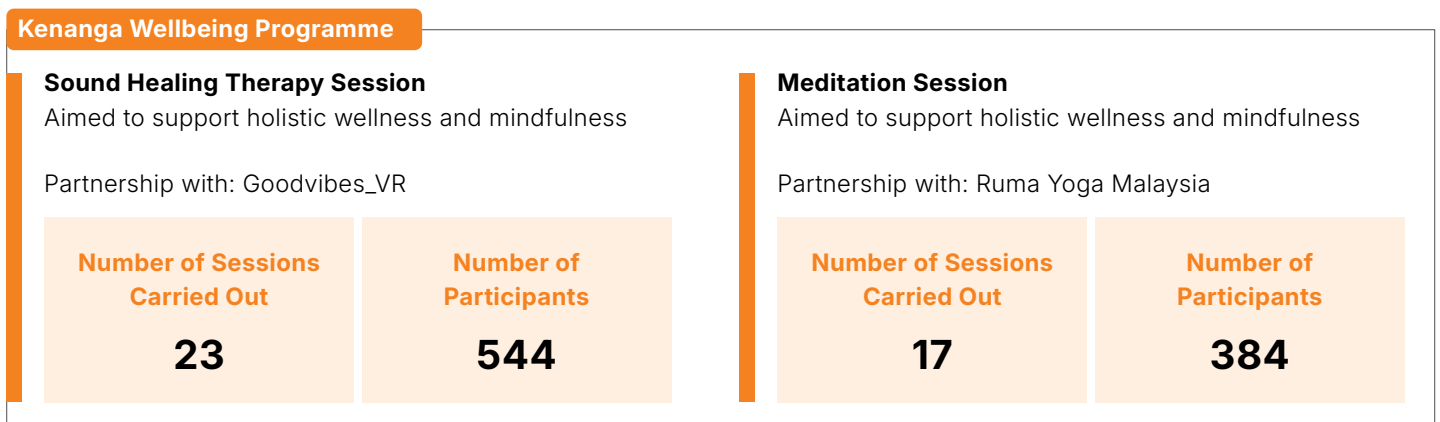 Kenanga Wellbeing Programme
Sound Healing Therapy Session
Aimed to support holistic wellness and mindfulness
Partnership with: Goodvibes_VR
Number of Sessions
Carried Out
23
Number of
Participants
544
Meditation Session
Aimed to support holistic wellness and mindfulness
Partnership with: Ruma Yoga Malaysia
Number of Sessions
Carried Out
17
Number of
Participants
384